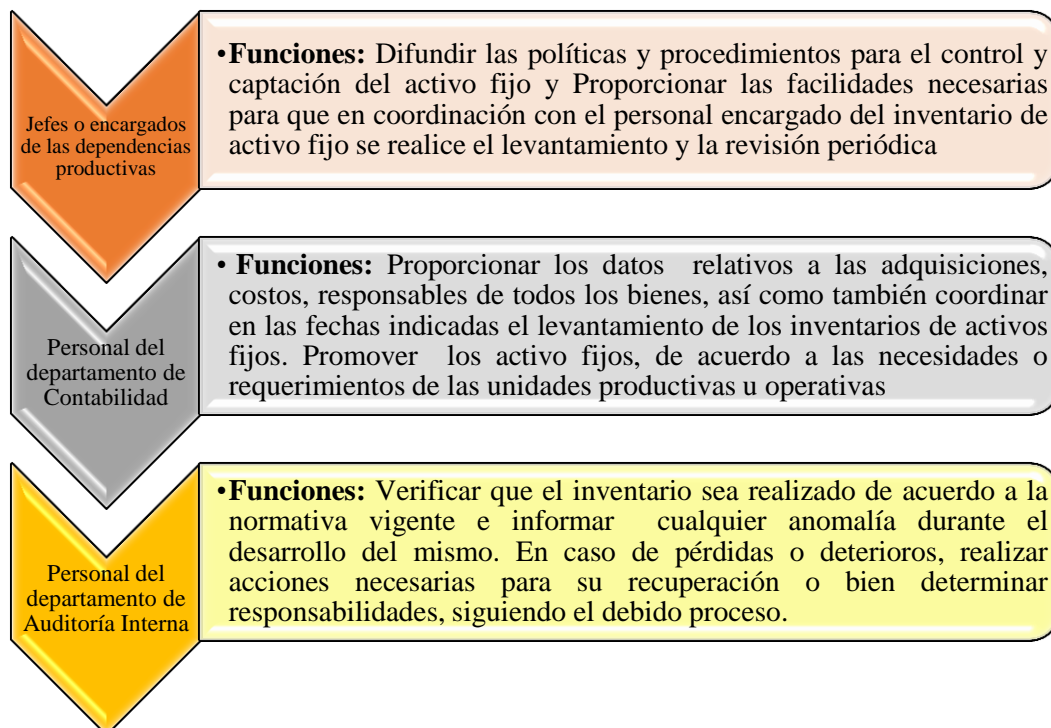 Jefes o encargados
de las dependencias
productivas
•Funciones: Difundir las políticas y procedimientos para el control y
captación del activo fijo y Proporcionar las facilidades necesarias
para que en coordinación con el personal encargado del inventario de
activo fijo se realice el levantamiento y la revisión periódica
Personal del
departamento de
Contabilidad
• Funciones: Proporcionar los datos relativos a las adquisiciones,
costos, responsables de todos los bienes, así como también coordinar
en las fechas indicadas el levantamiento de los inventarios de activos
fijos. Promover los activo fijos, de acuerdo a las necesidades o
requerimientos de las unidades productivas u operativas
Personal del
departamento de
Auditoría Interna
•Funciones: Verificar que el inventario sea realizado de acuerdo a la
normativa vigente e informar cualquier anomalía durante el
desarrollo del mismo. En caso de pérdidas o deterioros, realizar
acciones necesarias para su recuperación o bien determinar
responsabilidades, siguiendo el debido proceso.